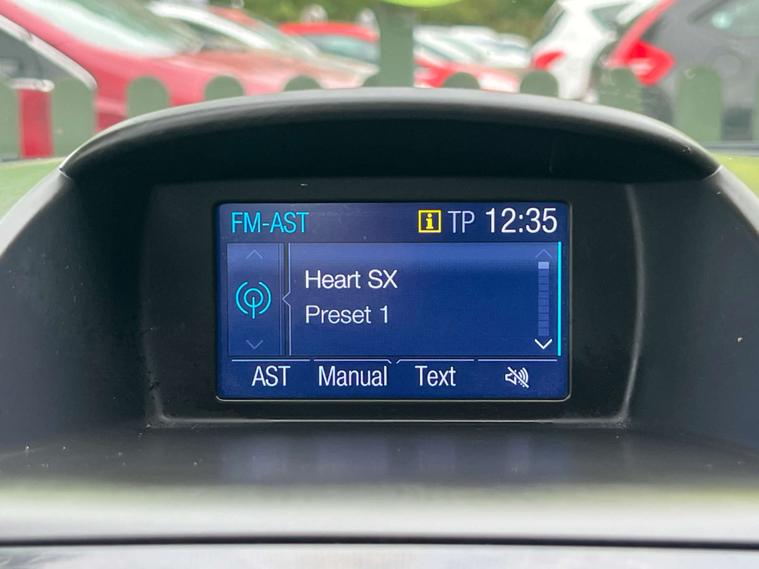 FM-AST i TP 12:35
Heart SX
Preset 1
AST Manual Text